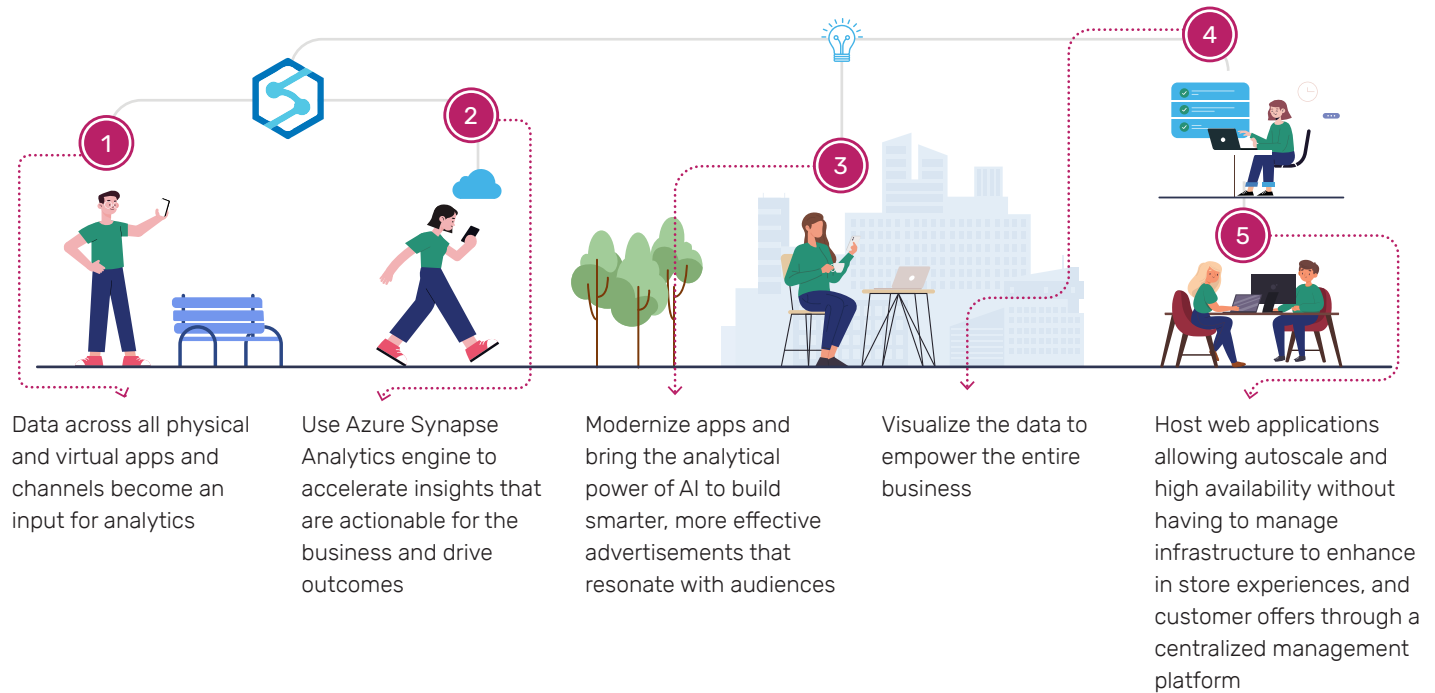 1
2
3
4
5
Data across all physical
and virtual apps and
channels become an
input for analytics
Use Azure Synapse
Analytics engine to
accelerate insights that
are actionable for the
business and drive
outcomes
Modernize apps and
bring the analytical
power of AI to build
smarter, more effective
advertisements that
resonate with audiences
Visualize the data to
empower the entire
business
Host web applications
allowing autoscale and
high availability without
having to manage
infrastructure to enhance
in store experiences, and
customer offers through a
centralized management
platform